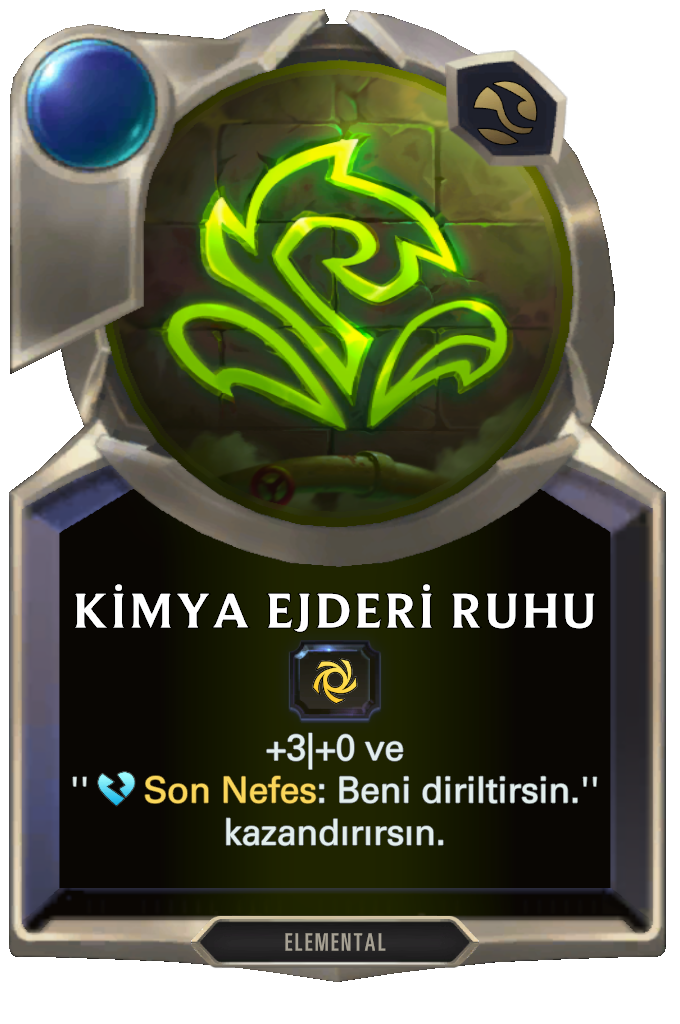 KİMYA EJDERİ RUHU
+3|+0 ve
'' Son Nefes: Beni diriltirsin.''
kazandırırsın.
ELEMENTAL